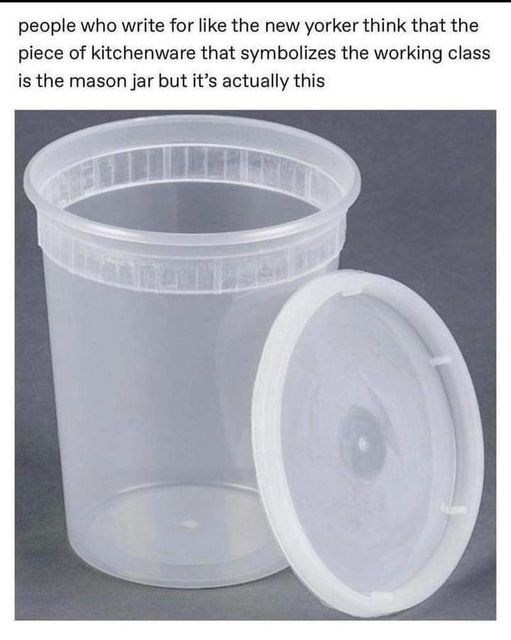 people who write for like the new yorker think that the
piece of kitchenware that symbolizes the working class
is the mason jar but it's actually this